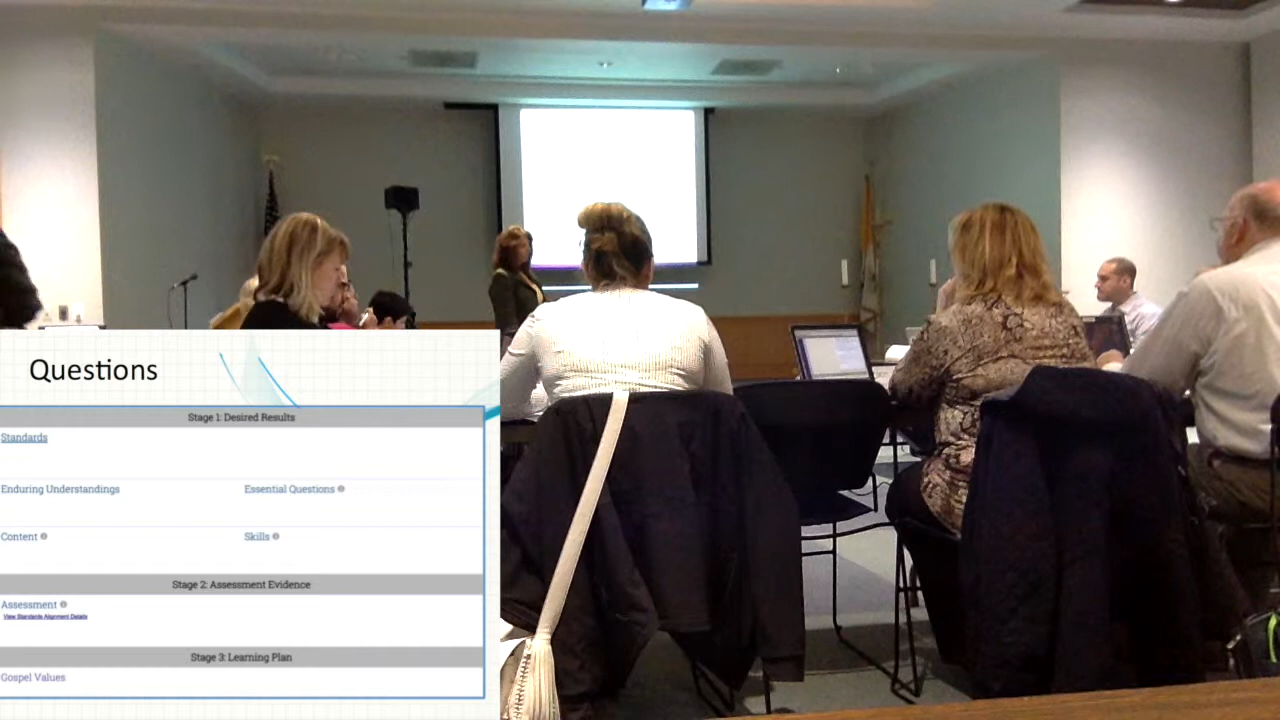 Questions
Stage 1: Desired Results
Standards
Enduring Understandings Essential Questions
Content Skills
Stage 2: Assessment Evidence
Assessment
View Standards Alignment Details
Stage 3: Learning Plan
Gospel Values